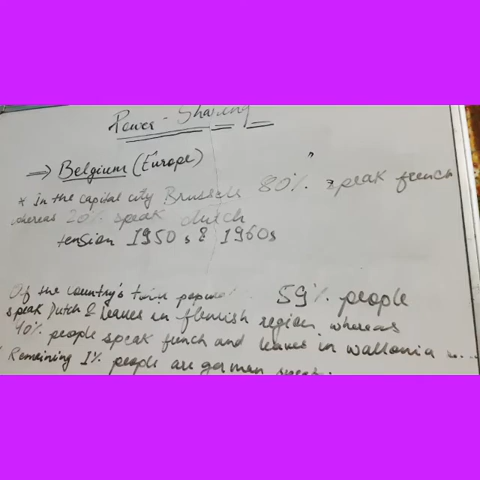 Power - Sharing
→ Belgium (Europe)
* In the capital city Brussels 80% speak french
whereas 20% speak dutch
tension 1950s & 1960s
Of the country's
59% people
speak Dutch & leaves in flemish region, whereas
40% people speak french and leaves in wallonia
Remaining 1% people are german